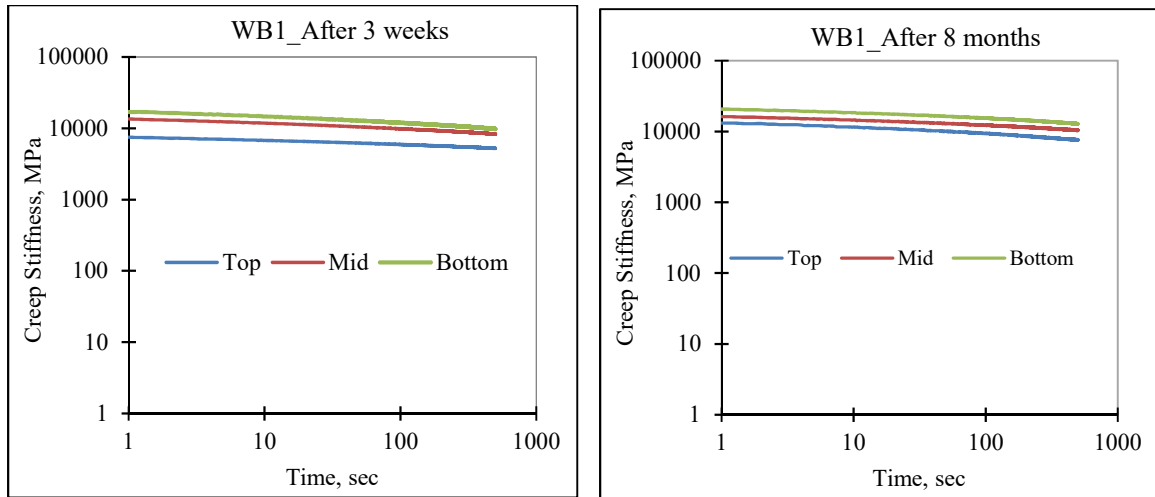 WB1_After 3 weeks
100000
10000
1000
100
10
1
Creep Stiffness, MPa
Top Mid Bottom
1 10 100 1000
Time, sec
WB1_After 8 months
100000
10000
1000
100
10
1
Creep Stiffness, MPa
Top Mid Bottom
1 10 100 1000
Time, sec